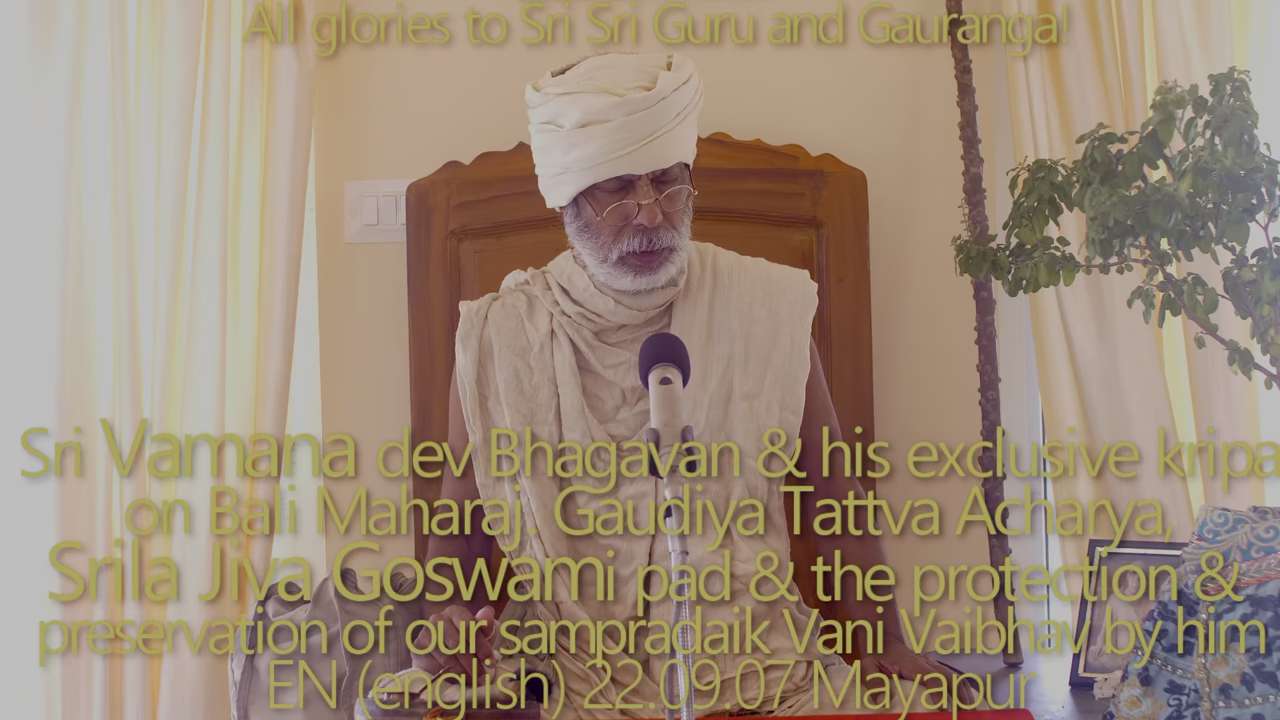 All glories to Sri Sri Guru and Gauranga!
Sri Vamana dev Bhagavan & his exclusive kripa
on Bali Maharaj, Gaudiya Tattva Acharya,
Srila Jiva Goswami pad & the protection &
preservation of our sampradaik Vani Vaibhav by him
EN (english) 22.09.07 Mayapur